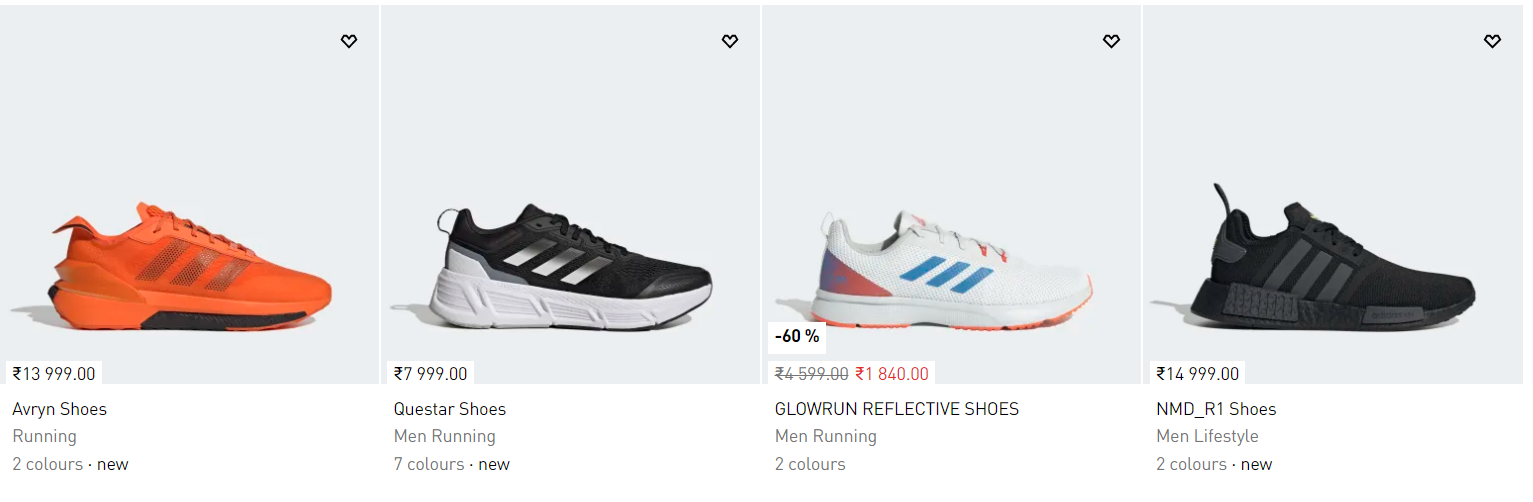 ₹13 999.00
Avryn Shoes
Running
2 colours · new
₹7 999.00
Questar Shoes
Men Running
7 colours · new
-60 %
₹4 599.00 ₹1 840.00
GLOWRUN REFLECTIVE SHOES
Men Running
2 colours
₹14 999.00
NMD_R1 Shoes
Men Lifestyle
2 colours · new